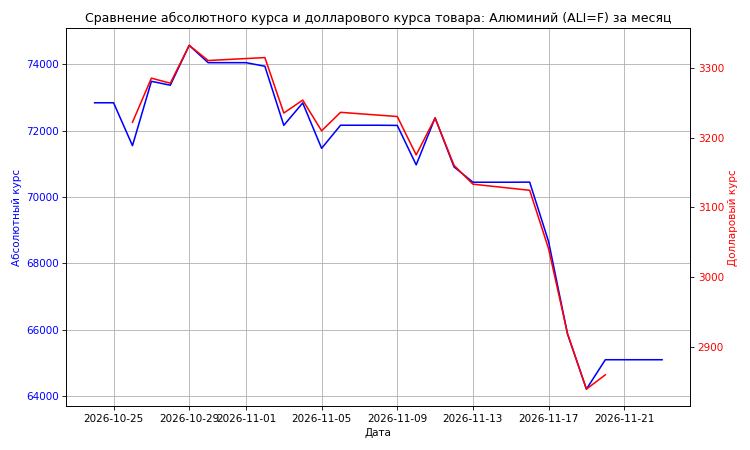 Сравнение абсолютного курса и долларового курса товара: Алюминий (ALI=F) за месяц
74000
72000
70000
68000
66000
64000
Абсолютный курс
3300
3200
3100
3000
2900
Долларовый курс
2026-10-25 2026-10-29 2026-11-01 2026-11-05 2026-11-09 2026-11-13 2026-11-17 2026-11-21
Дата